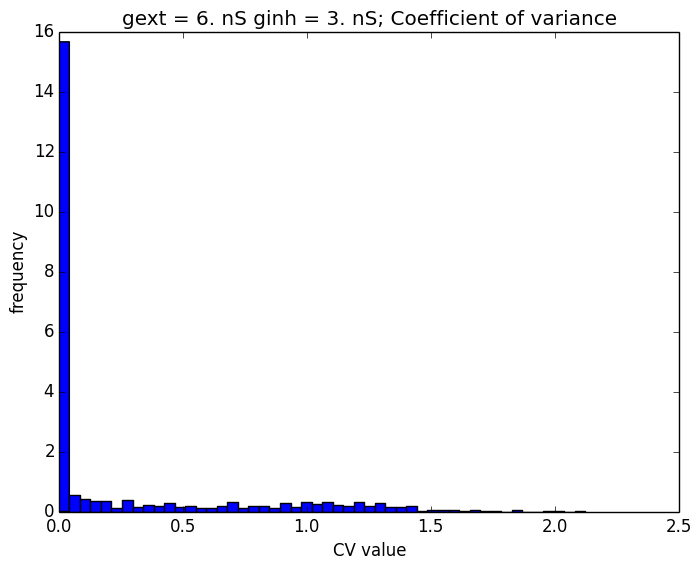 gext = 6. nS ginh = 3. nS; Coefficient of variance
16
14
12
10
8
6
4
2
0
frequency
0.0 0.5 1.0 1.5 2.0 2.5
CV value